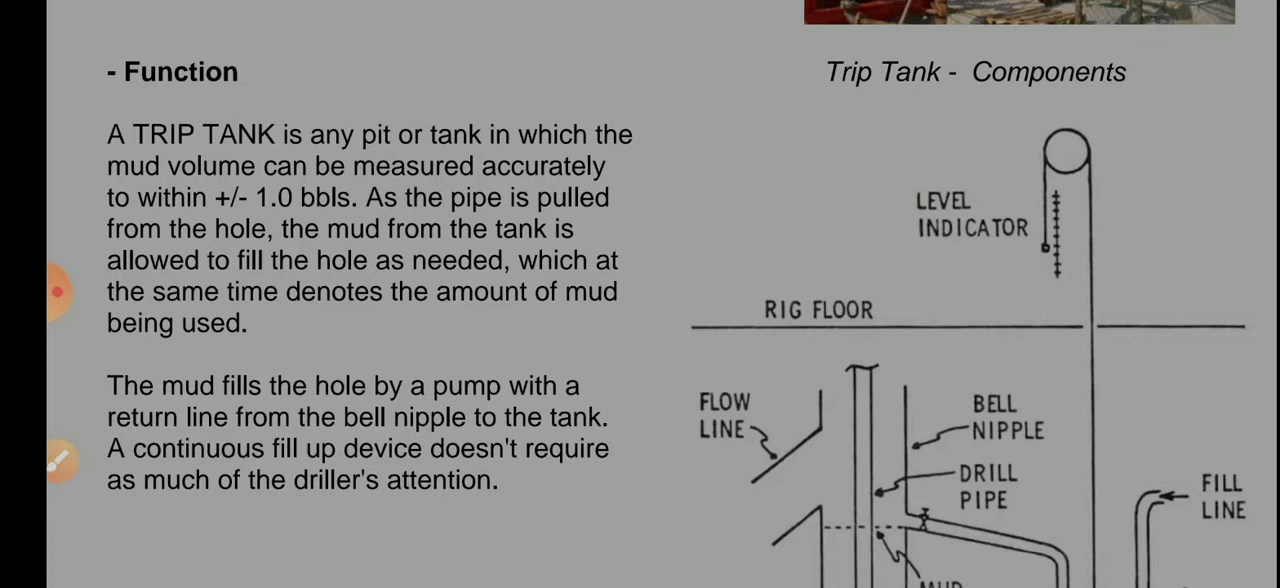 - Function
A TRIP TANK is any pit or tank in which the
mud volume can be measured accurately
to within +/- 1.0 bbls. As the pipe is pulled
from the hole, the mud from the tank is
allowed to fill the hole as needed, which at
the same time denotes the amount of mud
being used.
The mud fills the hole by a pump with a
return line from the bell nipple to the tank.
A continuous fill up device doesn't require
as much of the driller's attention.
Trip Tank - Components
LEVEL
INDICATOR
RIG FLOOR
FLOW
LINE
BELL
NIPPLE
DRILL
PIPE
FILL
LINE
MUD